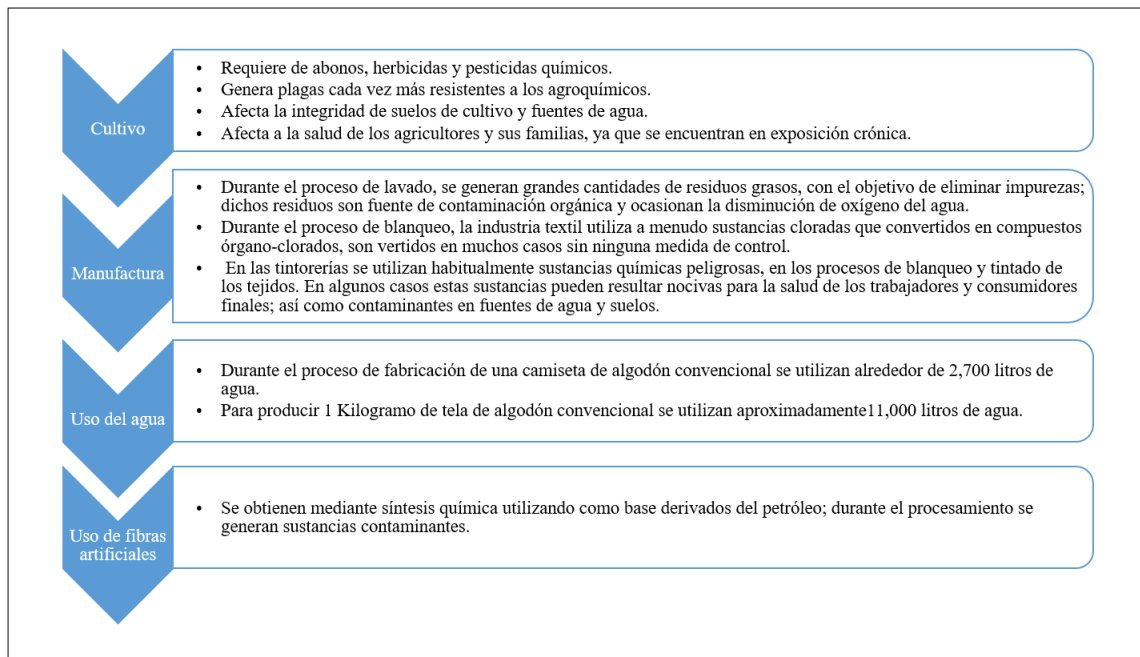 Cultivo
• Requiere de abonos, herbicidas y pesticidas químicos.
• Genera plagas cada vez más resistentes a los agroquímicos.
• Afecta la integridad de suelos de cultivo y fuentes de agua.
• Afecta a la salud de los agricultores y sus familias, ya que se encuentran en exposición crónica.
Manufactura
• Durante el proceso de lavado, se generan grandes cantidades de residuos grasos, con el objetivo de eliminar impurezas;
dichos residuos son fuente de contaminación orgánica y ocasionan la disminución de oxígeno del agua.
• Durante el proceso de blanqueo, la industria textil utiliza a menudo sustancias cloradas que convertidos en compuestos
órgano-clorados, son vertidos en muchos casos sin ninguna medida de control.
• En las tintorerías se utilizan habitualmente sustancias químicas peligrosas, en los procesos de blanqueo y tintado de
los tejidos. En algunos casos estas sustancias pueden resultar nocivas para la salud de los trabajadores y consumidores
finales; así como contaminantes en fuentes de agua y suelos.
Uso del agua
• Durante el proceso de fabricación de una camiseta de algodón convencional se utilizan alrededor de 2,700 litros de
agua.
• Para producir 1 Kilogramo de tela de algodón convencional se utilizan aproximadamente11,000 litros de agua.
Uso de fibras
artificiales
• Se obtienen mediante síntesis química utilizando como base derivados del petróleo; durante el procesamiento se
generan sustancias contaminantes.